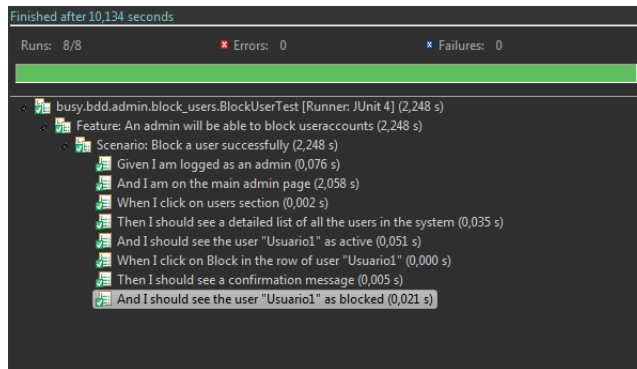 Finished after 10,134 seconds
Runs: 8/8 Errors: 0 Failures: 0
busy.bdd.admin.block_users.BlockUserTest [Runner: JUnit 4] (2,248 s)
Feature: An admin will be able to block useraccounts (2,248 s)
Scenario: Block a user successfully (2,248 s)
Given I am logged as an admin (0,076 s)
And I am on the main admin page (2,058 s)
When I click on users section (0,002 s)
Then I should see a detailed list of all the users in the system (0,035 s)
And I should see the user "Usuario1" as active (0,051 s)
When I click on Block in the row of user "Usuario1" (0,000 s)
Then I should see a confirmation message (0,005 s)
And I should see the user "Usuario1" as blocked (0,021 s)